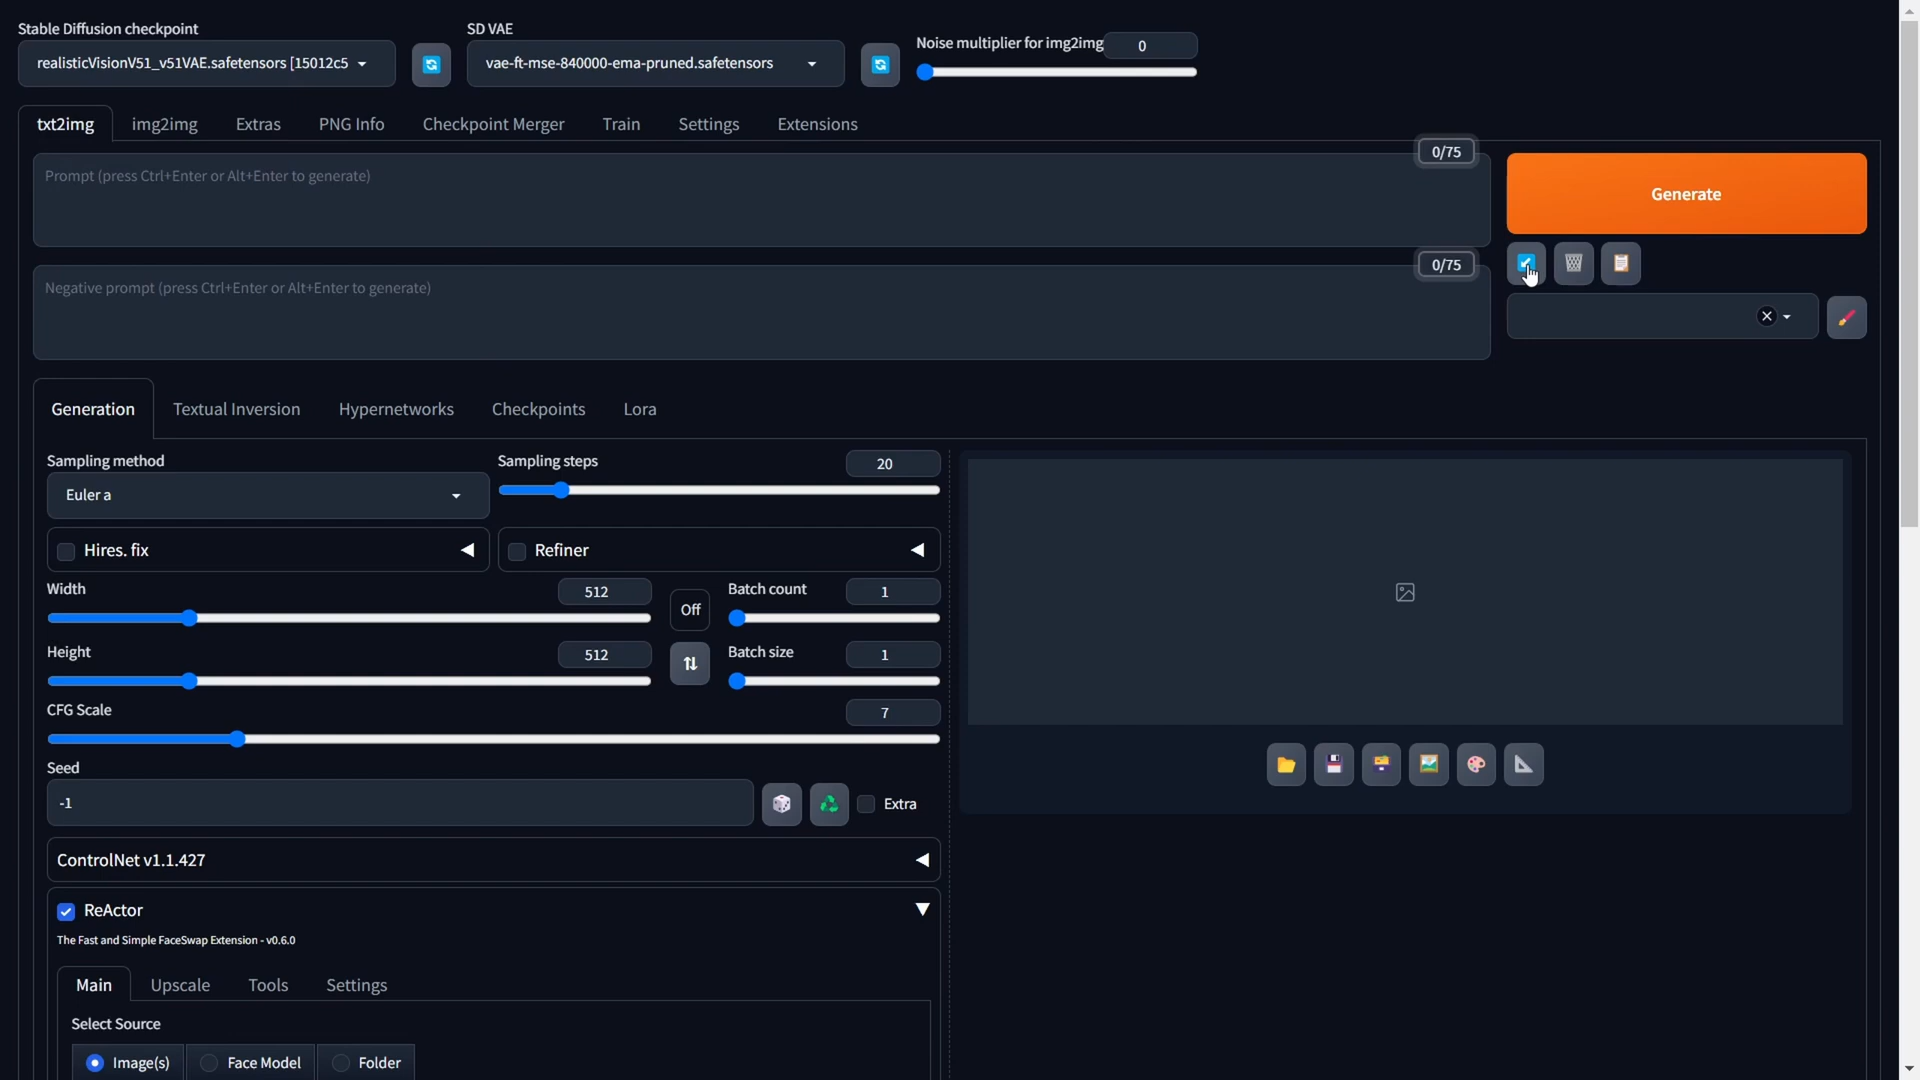 Stable Diffusion checkpoint
realisticVisionV51_v51VAE.safetensors [15012c5
SD VAE
vae-ft-mse-840000-ema-pruned.safetensors
Noise multiplier for img2img
0
txt2img
img2img
Extras
PNG Info
Checkpoint Merger
Train
Settings
Extensions
0/75
Prompt (press Ctrl+Enter or Alt+Enter to generate)
Generate
0/75
Negative prompt (press Ctrl+Enter or Alt+Enter to generate)
Generation
Textual Inversion
Hypernetworks
Checkpoints
Lora
Sampling method
Euler a
Sampling steps
20
Hires. fix
Refiner
Width
512
Off
Batch count
1
Height
512
Batch size
1
CFG Scale
7
Seed
-1
Extra
ControlNet v1.1.427
ReActor
The Fast and Simple FaceSwap Extension - v0.6.0
Main
Upscale
Tools
Settings
Select Source
Image(s)
Face Model
Folder